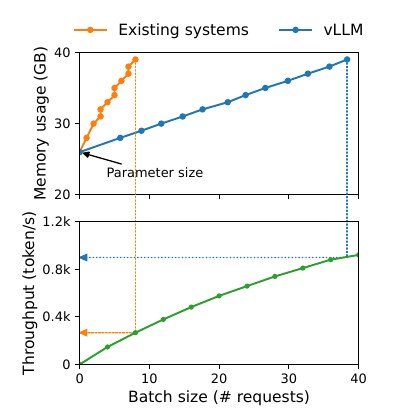 Existing systems vLLM
Memory usage (GB)
40
30
20
Parameter size
Throughput (token/s)
1.2k
0.8k
0.4k
0
0 10 20 30 40
Batch size (# requests)